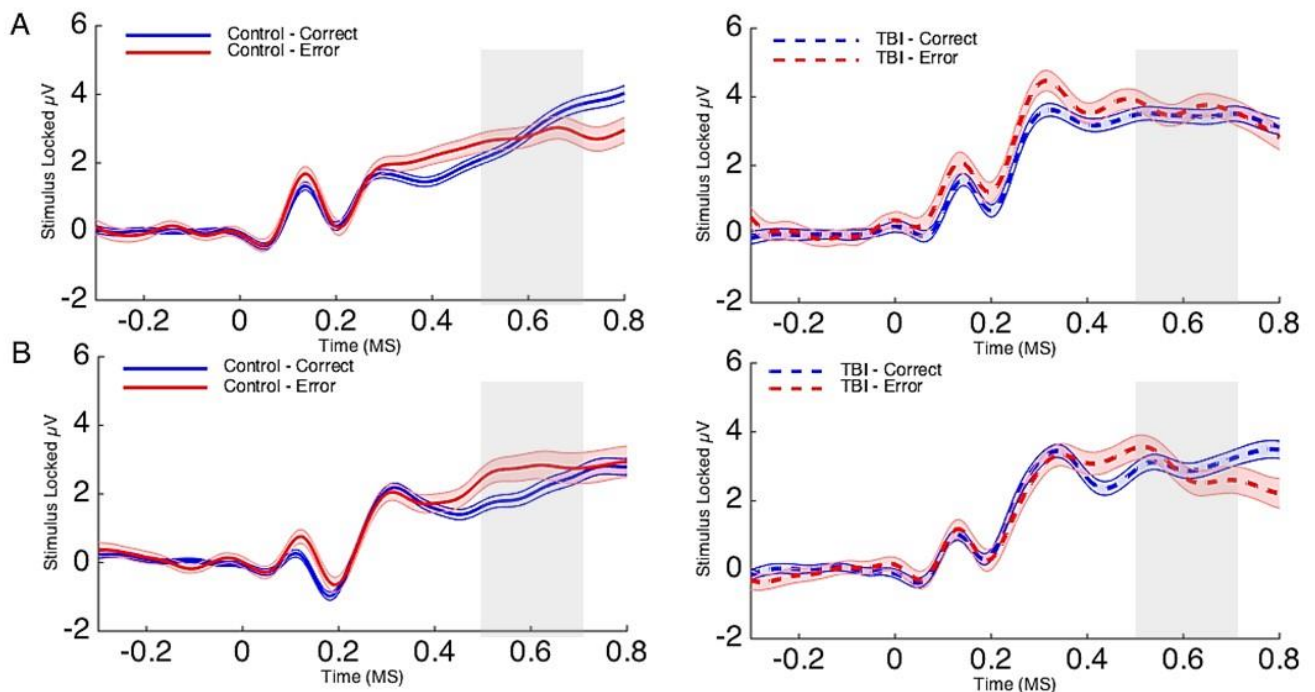 A
Stimulus Locked µV
6
4
2
0
-2
Control - Correct
Control - Error
-0.2 0 0.2 0.4 0.6 0.8
Time (MS)
Stimulus Locked µV
6
4
2
0
-2
TBI - Correct
TBI - Error
-0.2 0 0.2 0.4 0.6 0.8
Time (MS)
B
Stimulus Locked µV
6
4
2
0
-2
Control - Correct
Control - Error
-0.2 0 0.2 0.4 0.6 0.8
Time (MS)
Stimulus Locked µV
6
4
2
0
-2
TBI - Correct
TBI - Error
-0.2 0 0.2 0.4 0.6 0.8
Time (MS)